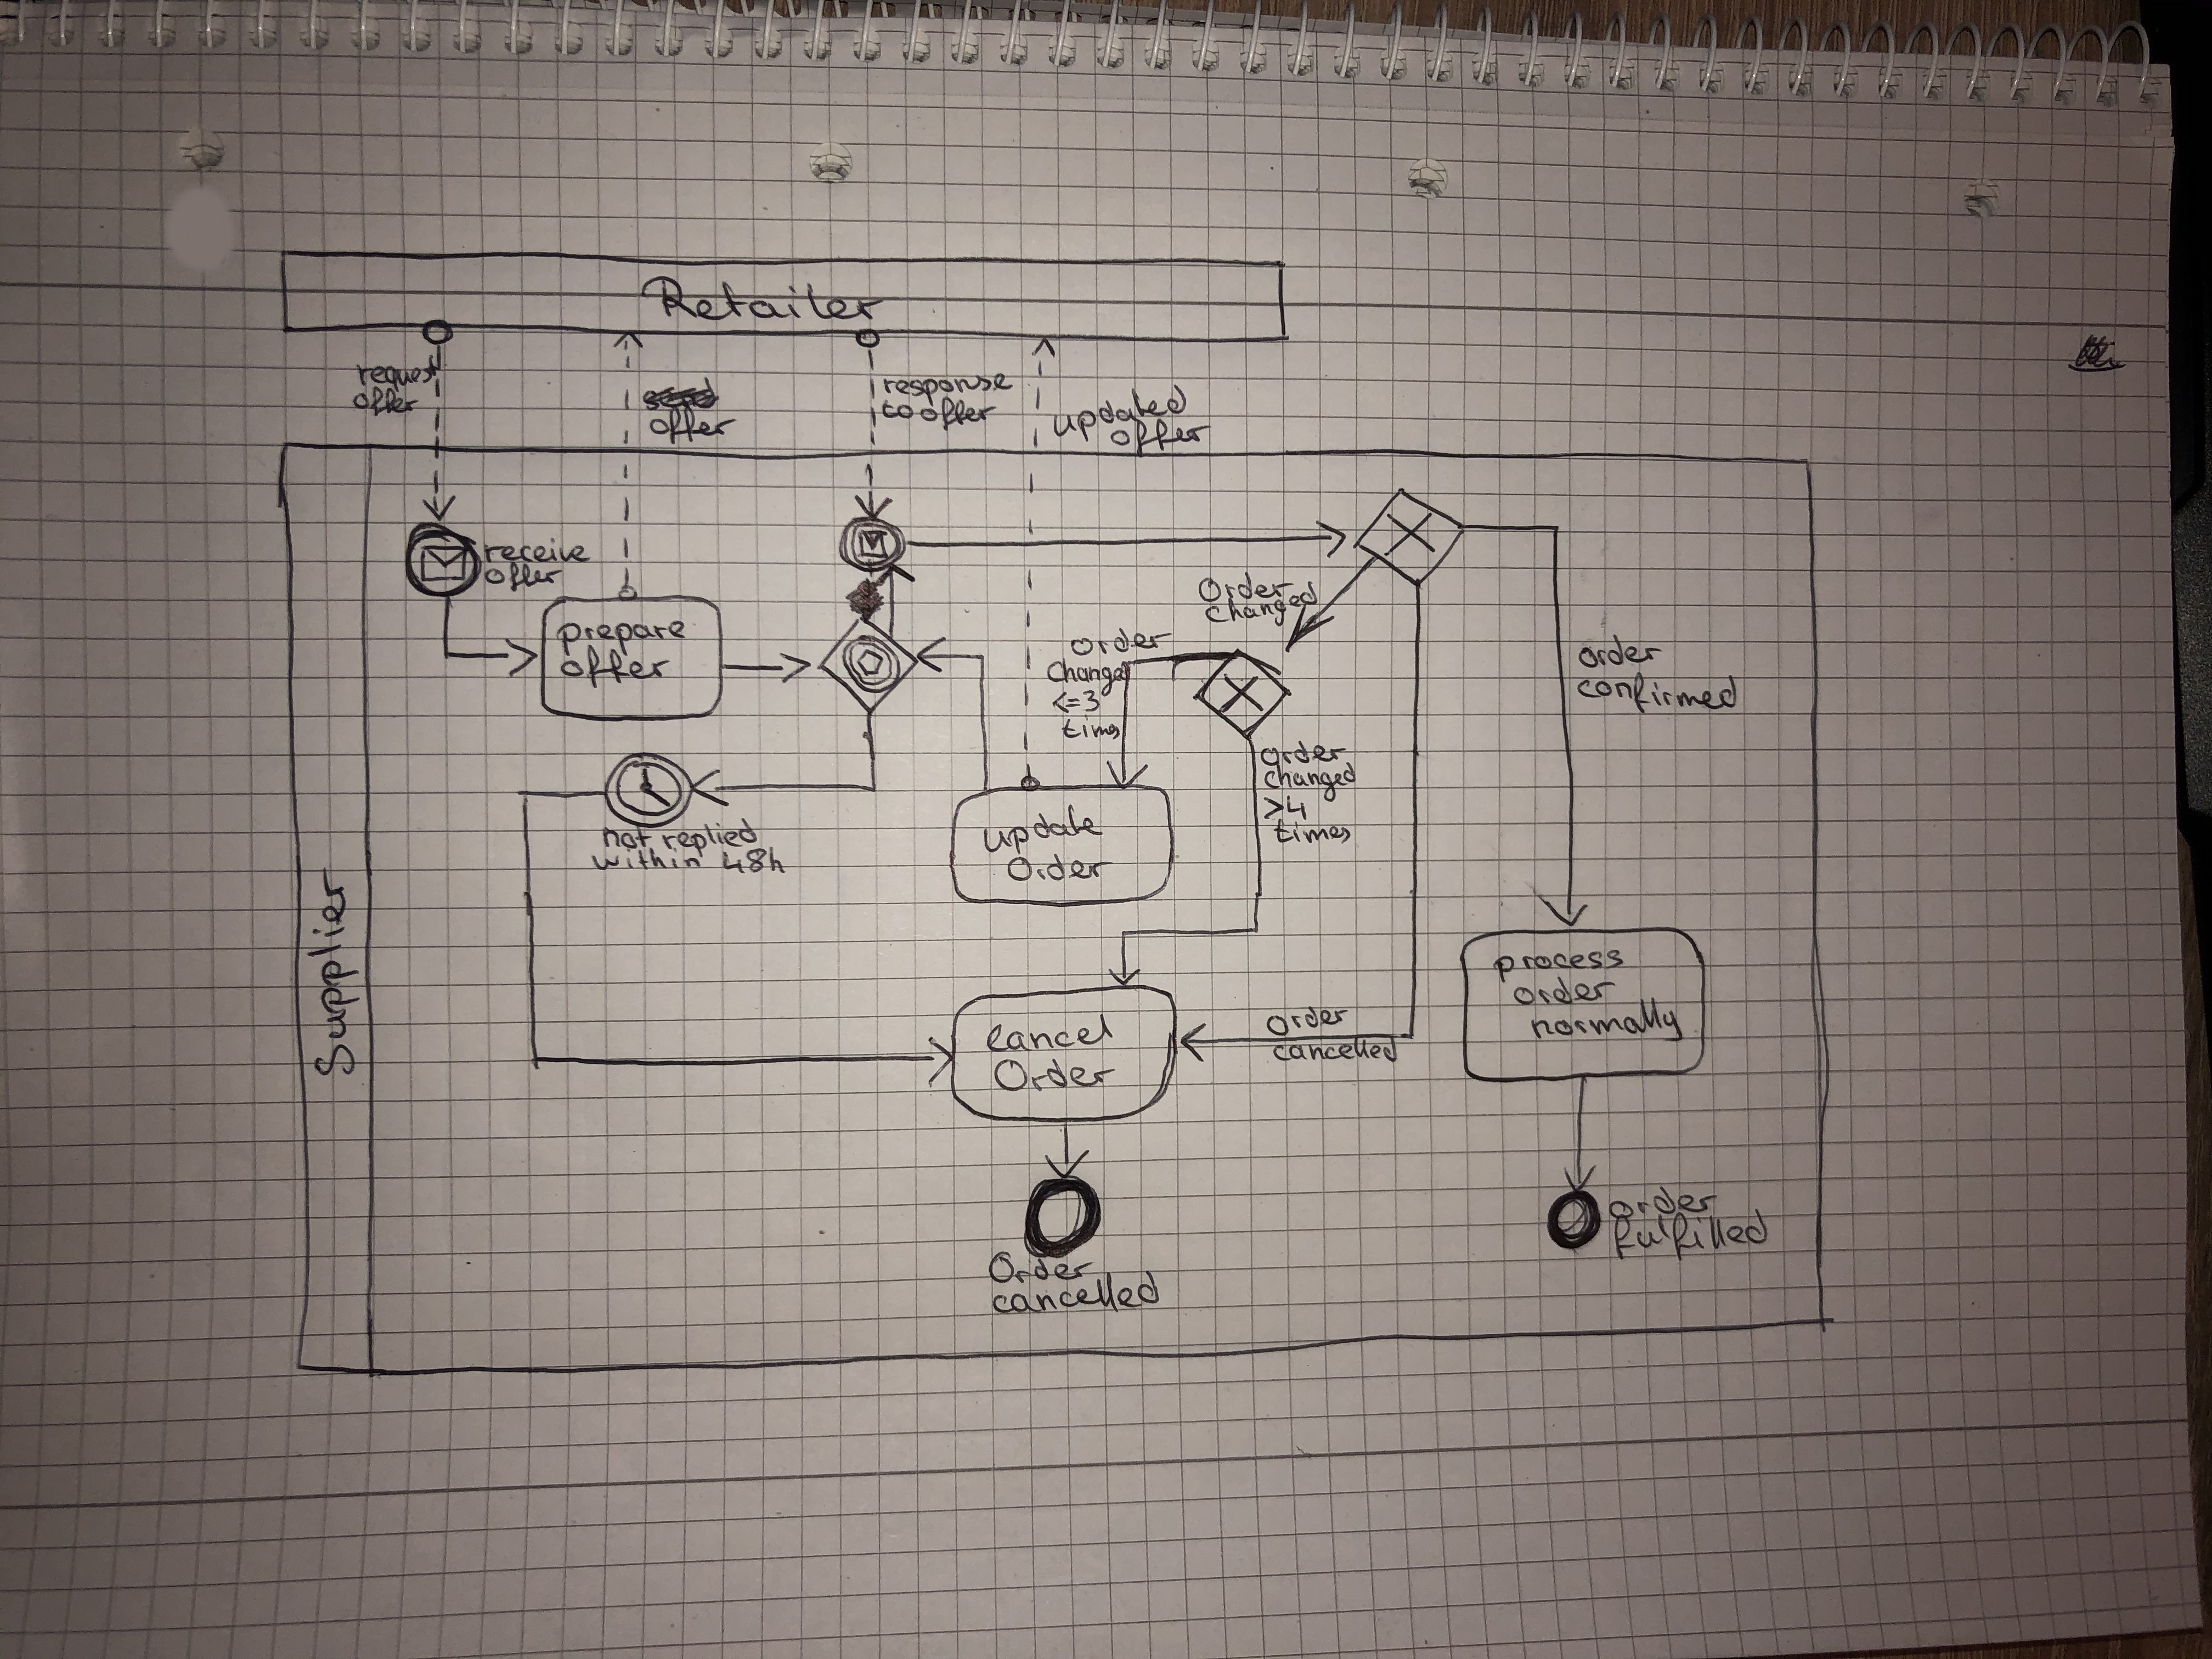 Retailer
request
offer
offer
response
to offer
updated
offer
receive
offer
prepare
offer
Order
changed
order
changed
<=3
times
order
confirmed
order
changed
>4
times
not replied
within 48h
update
Order
Supplier
process
order
normally
cancel
Order
order
cancelled
order
fulfilled
Order
cancelled